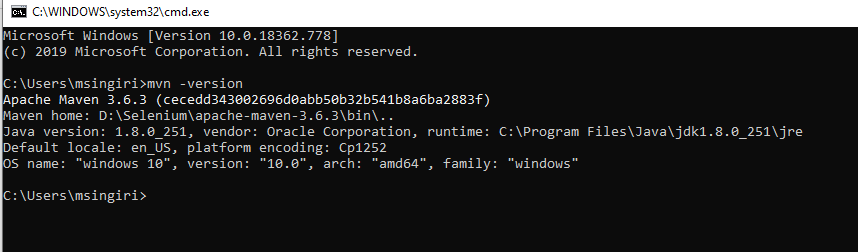 C:\WINDOWS\system32\cmd.exe
Microsoft Windows [Version 10.0.18362.778]
(c) 2019 Microsoft Corporation. All rights reserved.
C:\Users\msingiri>mvn -version
Apache Maven 3.6.3 (cecedd343002696d0abb50b32b541b8a6ba2883f)
Maven home: D:\Selenium\apache-maven-3.6.3\bin\..
Java version: 1.8.0_251, vendor: Oracle Corporation, runtime: C:\Program Files\Java\jdk1.8.0_251\jre
Default locale: en_US, platform encoding: Cp1252
OS name: "windows 10", version: "10.0", arch: "amd64", family: "windows"
C:\Users\msingiri>